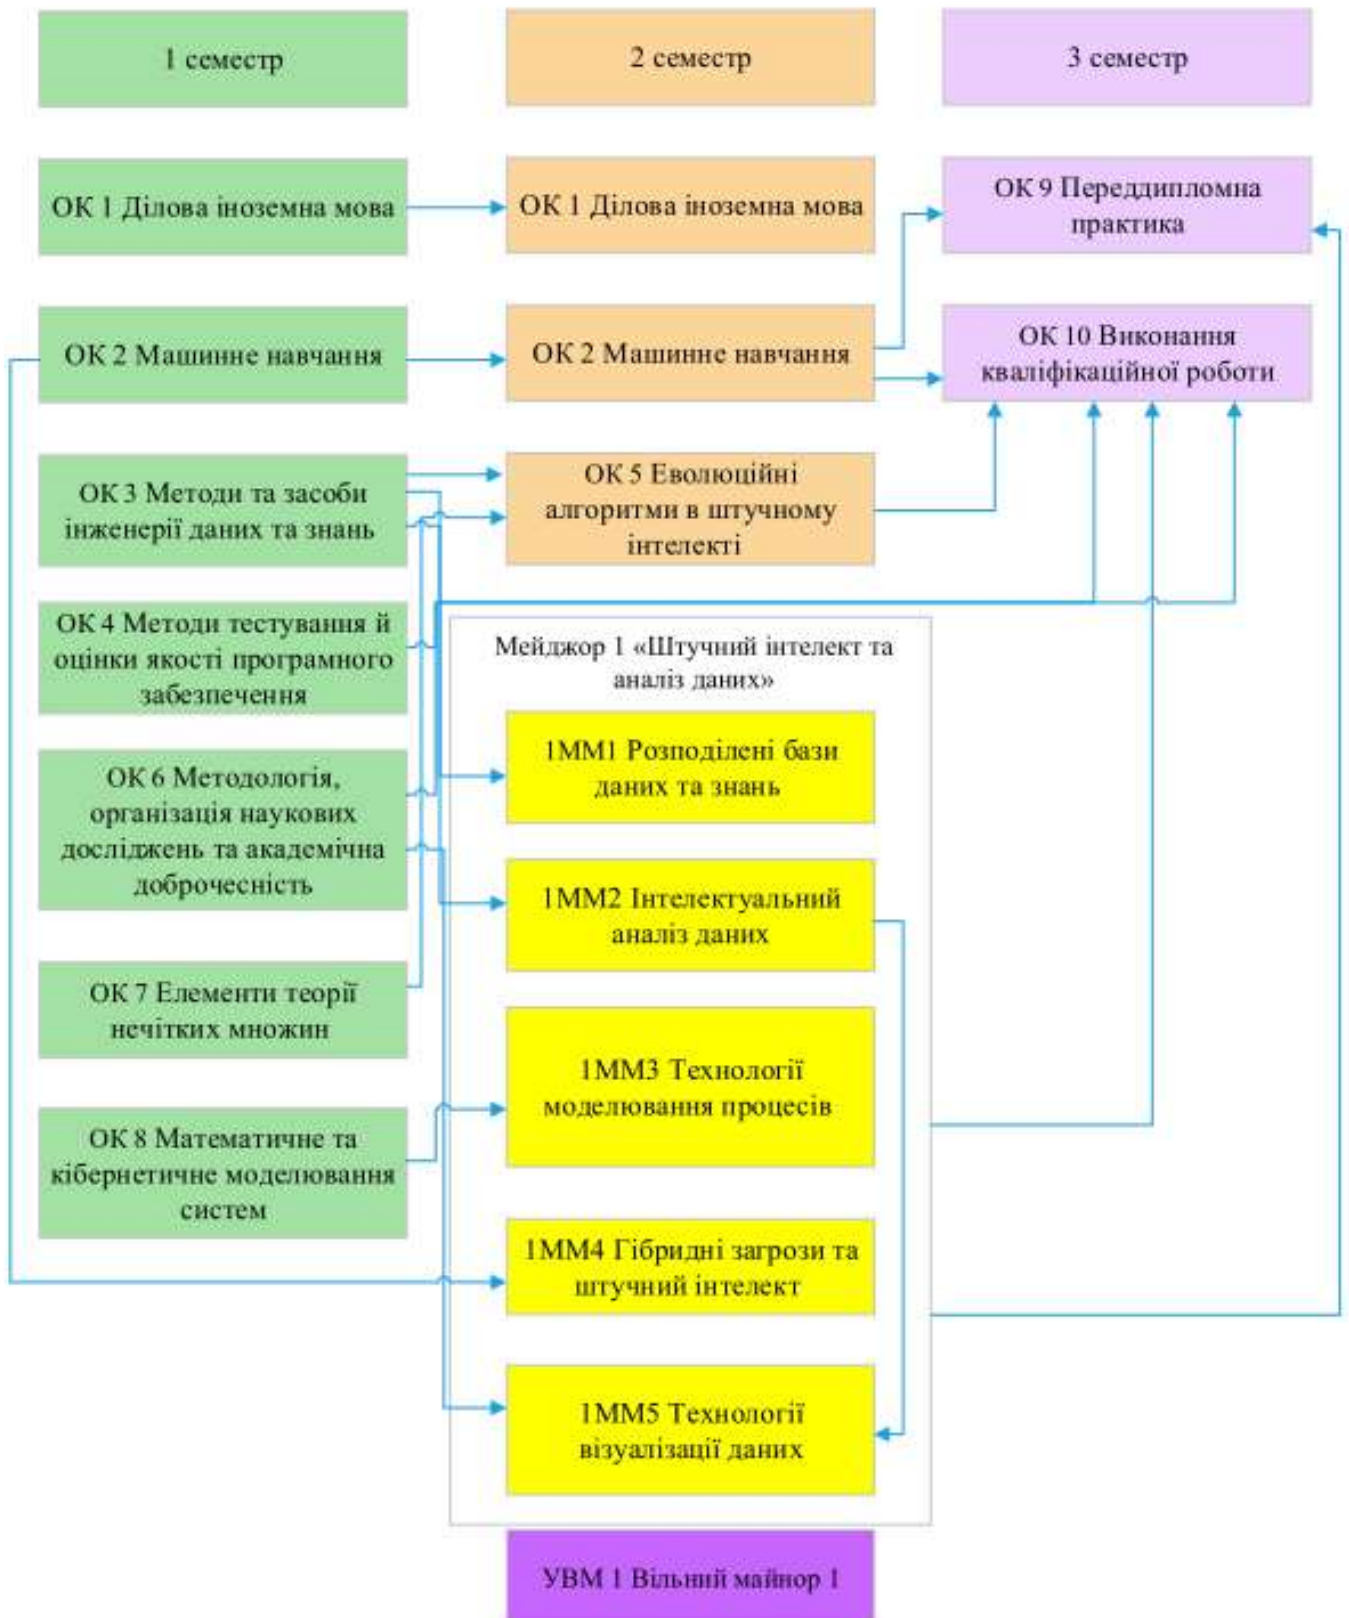 1 семестр
2 семестр
3 семестр
ОК 1 Ділова іноземна мова
ОК 1 Ділова іноземна мова
ОК 9 Переддипломна
практика
ОК 2 Машинне навчання
ОК 2 Машинне навчання
ОК 10 Виконання
кваліфікаційної роботи
ОК 3 Методи та засоби
інженерії даних та знань
ОК 5 Еволюційні
алгоритми в штучному
інтелекті
ОК 4 Методи тестування й
оцінки якості програмного
забезпечення
Мейджор 1 «Штучний інтелект та
аналіз даних»
1ММ1 Розподілені бази
даних та знань
ОК 6 Методологія,
організація наукових
досліджень та академічна
доброчесність
1ММ2 Інтелектуальний
аналіз даних
ОК 7 Елементи теорії
нечітких множин
1ММ3 Технології
моделювання процесів
ОК 8 Математичне та
кібернетичне моделювання
систем
1ММ4 Гібридні загрози та
штучний інтелект
1ММ5 Технології
візуалізації даних
УВМ 1 Вільний майнор 1